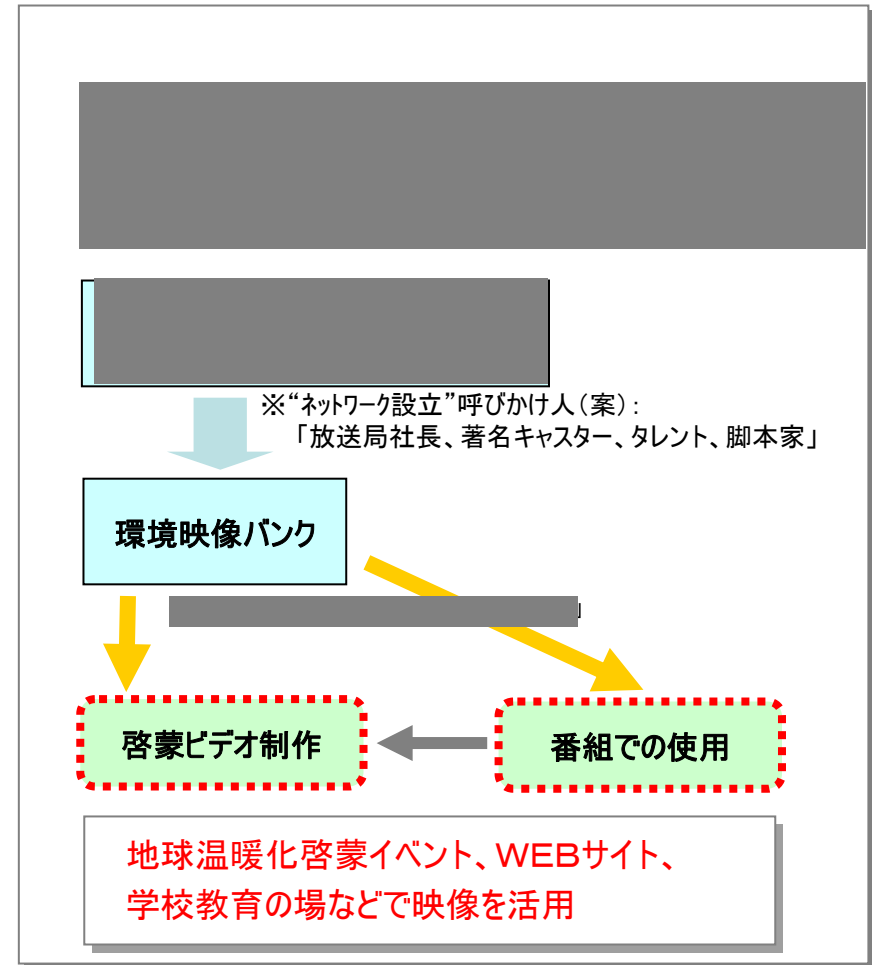 ※“ネットワーク設立”呼びかけ人（案）：
「放送局社長、著名キャスター、タレント、脚本家」
環境映像バンク
」
啓蒙ビデオ制作
番組での使用
地球温暖化啓蒙イベント、ＷＥＢサイト、
学校教育の場などで映像を活用